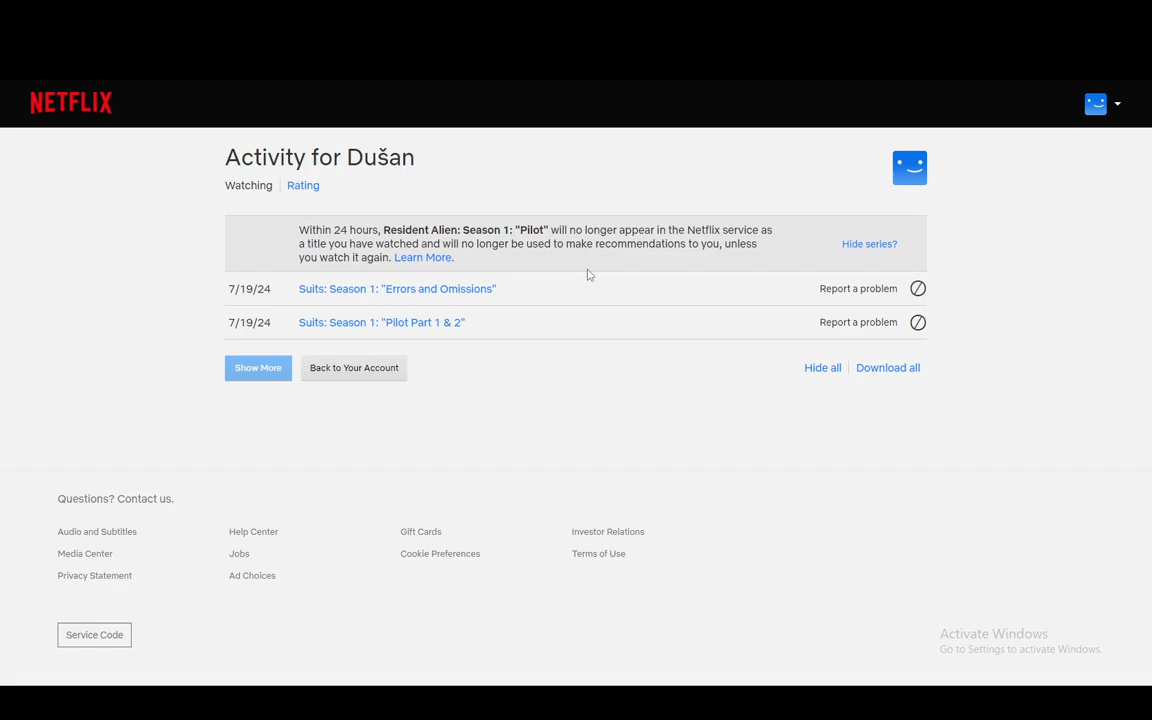 NETFLIX
Activity for Dušan
Watching
Rating
Within 24 hours, Resident Alien: Season 1: "Pilot" will no longer appear in the Netflix service as
a title you have watched and will no longer be used to make recommendations to you, unless
you watch it again. Learn More.
Hide series?
7/19/24 Suits: Season 1: "Errors and Omissions" Report a problem
7/19/24 Suits: Season 1: "Pilot Part 1 & 2" Report a problem
Show More Back to Your Account Hide all Download all
Questions? Contact us.
Audio and Subtitles Help Center Gift Cards Investor Relations
Media Center Jobs Cookie Preferences Terms of Use
Privacy Statement Ad Choices
Service Code
Activate Windows
Go to Settings to activate Windows.